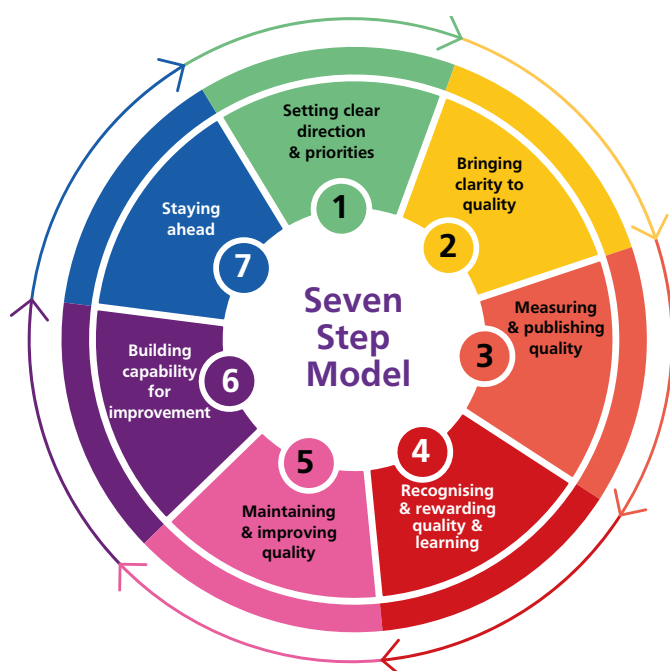 Seven
Step
Model
1
Setting clear
direction
& priorities
2
Bringing
clarity to
quality
3
Measuring
& publishing
quality
4
Recognising
& rewarding
quality &
learning
5
Maintaining
& improving
quality
6
Building
capability
for
improvement
7
Staying
ahead